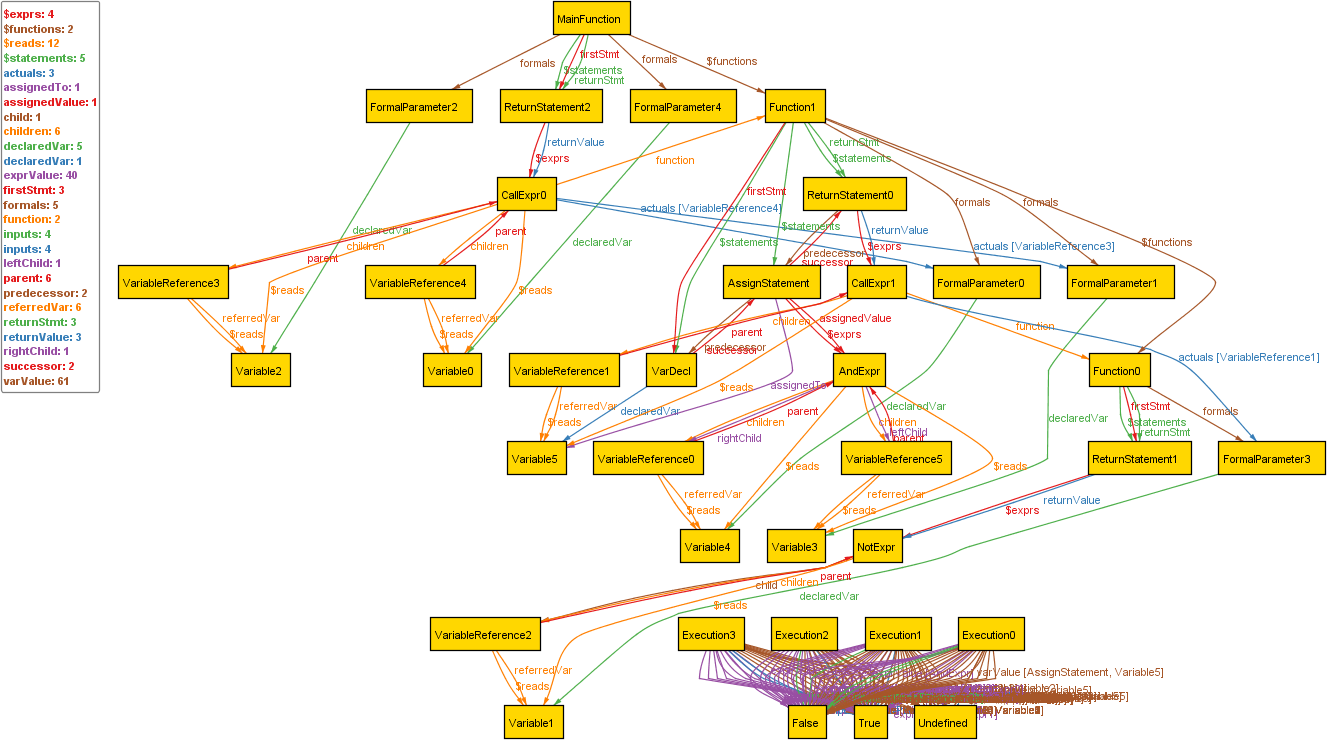 $exprs: 4
$functions: 2
$reads: 12
$statements: 5
actuals: 3
assignedTo: 1
assignedValue: 1
child: 1
children: 6
declaredVar: 5
declaredVar: 1
exprValue: 40
firstStmt: 3
formals: 5
function: 2
inputs: 4
inputs: 4
leftChild: 1
parent: 6
predecessor: 2
referredVar: 6
returnStmt: 3
returnValue: 3
rightChild: 1
successor: 2
varValue: 61
MainFunction
firstStmt
formals
$statements
returnStmt
formals
$functions
FormalParameter2
ReturnStatement2
FormalParameter4
Function1
returnValue
$exprs
function
returnStmt
$statements
firstStmt
CallExpr0
ReturnStatement0
actuals [VariableReference4]
formals
formals
declaredVar
children
parent
children
parent
declaredVar
$statements
$statements
predecessor
successor
returnValue
$exprs
actuals [VariableReference3]
$functions
VariableReference3
VariableReference4
AssignStatement
CallExpr1
FormalParameter0
FormalParameter1
$reads
$reads
referredVar
$reads
referredVar
$reads
parent
children
predecessor
successor
assignedValue
$exprs
function
actuals [VariableReference1]
Variable2
Variable0
VariableReference1
VarDecl
AndExpr
Function0
referredVar
$reads
declaredVar
$reads
assignedTo
children
parent
rightChild
children
leftChild
parent
declaredVar
declaredVar
firstStmt
$statements
returnStmt
formals
Variable5
VariableReference0
VariableReference5
ReturnStatement1
FormalParameter3
referredVar
$reads
$reads
referredVar
$reads
$reads
returnValue
$exprs
Variable4
Variable3
NotExpr
child
children
parent
$reads
declaredVar
VariableReference2
Execution3
Execution2
Execution1
Execution0
referredVar
$reads
varValue [AssignStatement, Variable5]
Variable1
False
True
Undefined